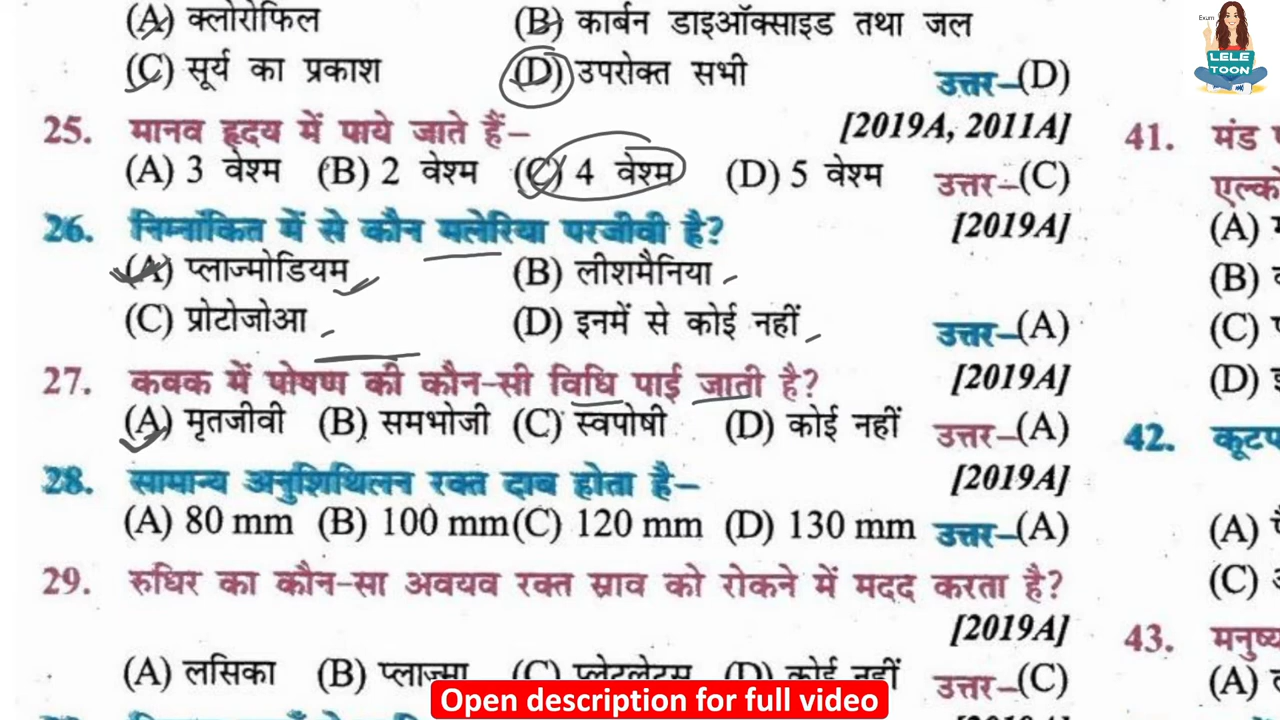 (A) क्लोरोफिल (B) कार्बन डाइऑक्साइड तथा जल
(C) सूर्य का प्रकाश (D) उपरोक्त सभी उत्तर–(D)
25. मानव हृदय में पाये जाते हैं– [2019A, 2011A]
(A) 3 वेश्म (B) 2 वेश्म (C) 4 वेश्म (D) 5 वेश्म उत्तर–(C)
26. निम्नांकित में से कौन मलेरिया परजीवी है? [2019A]
(A) प्लाज्मोडियम (B) लीशमैनिया
(C) प्रोटोजोआ (D) इनमें से कोई नहीं उत्तर–(A)
27. कवक में पोषण की कौन-सी विधि पाई जाती है? [2019A]
(A) मृतजीवी (B) समभोजी (C) स्वपोषी (D) कोई नहीं उत्तर–(A)
28. सामान्य अनुशिथिलन रक्त दाब होता है– [2019A]
(A) 80 mm (B) 100 mm (C) 120 mm (D) 130 mm उत्तर–(A)
29. रुधिर का कौन-सा अवयव रक्त स्राव को रोकने में मदद करता है?
[2019A]
(A) लसिका (B) प्लाज्मा (C) प्लेटलेट्स (D) कोई नहीं उत्तर–(C)
41. मंड
(A)
(B)
(C)
(D)
42.
(A)
(C)
43. मनुष्य
(A)
Exum
LELE
TOON
Open description for full video